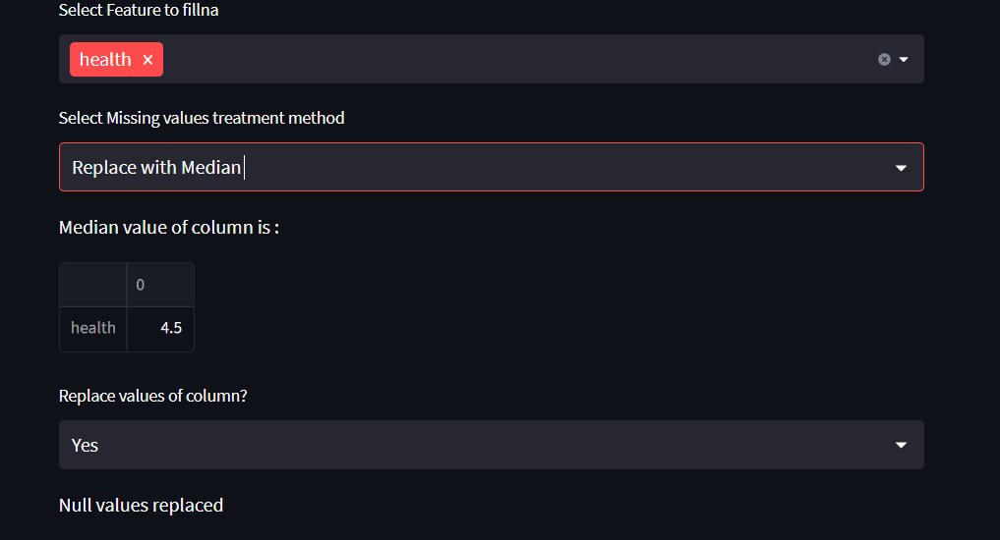 Select Feature to fillna
health ×
Select Missing values treatment method
Replace with Median
Median value of column is :
0
health 4.5
Replace values of column?
Yes
Null values replaced